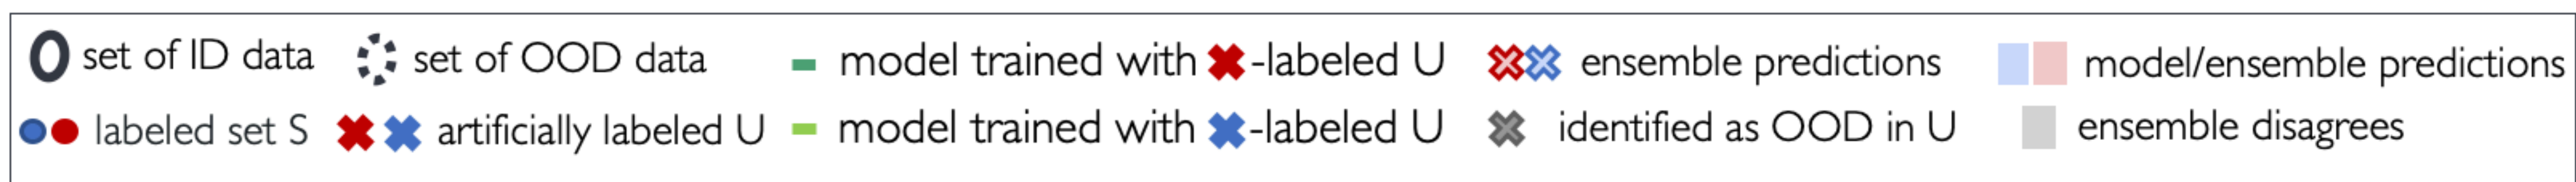 set of ID data set of OOD data model trained with -labeled U ensemble predictions model/ensemble predictions
labeled set S artificially labeled U model trained with -labeled U identified as OOD in U ensemble disagrees